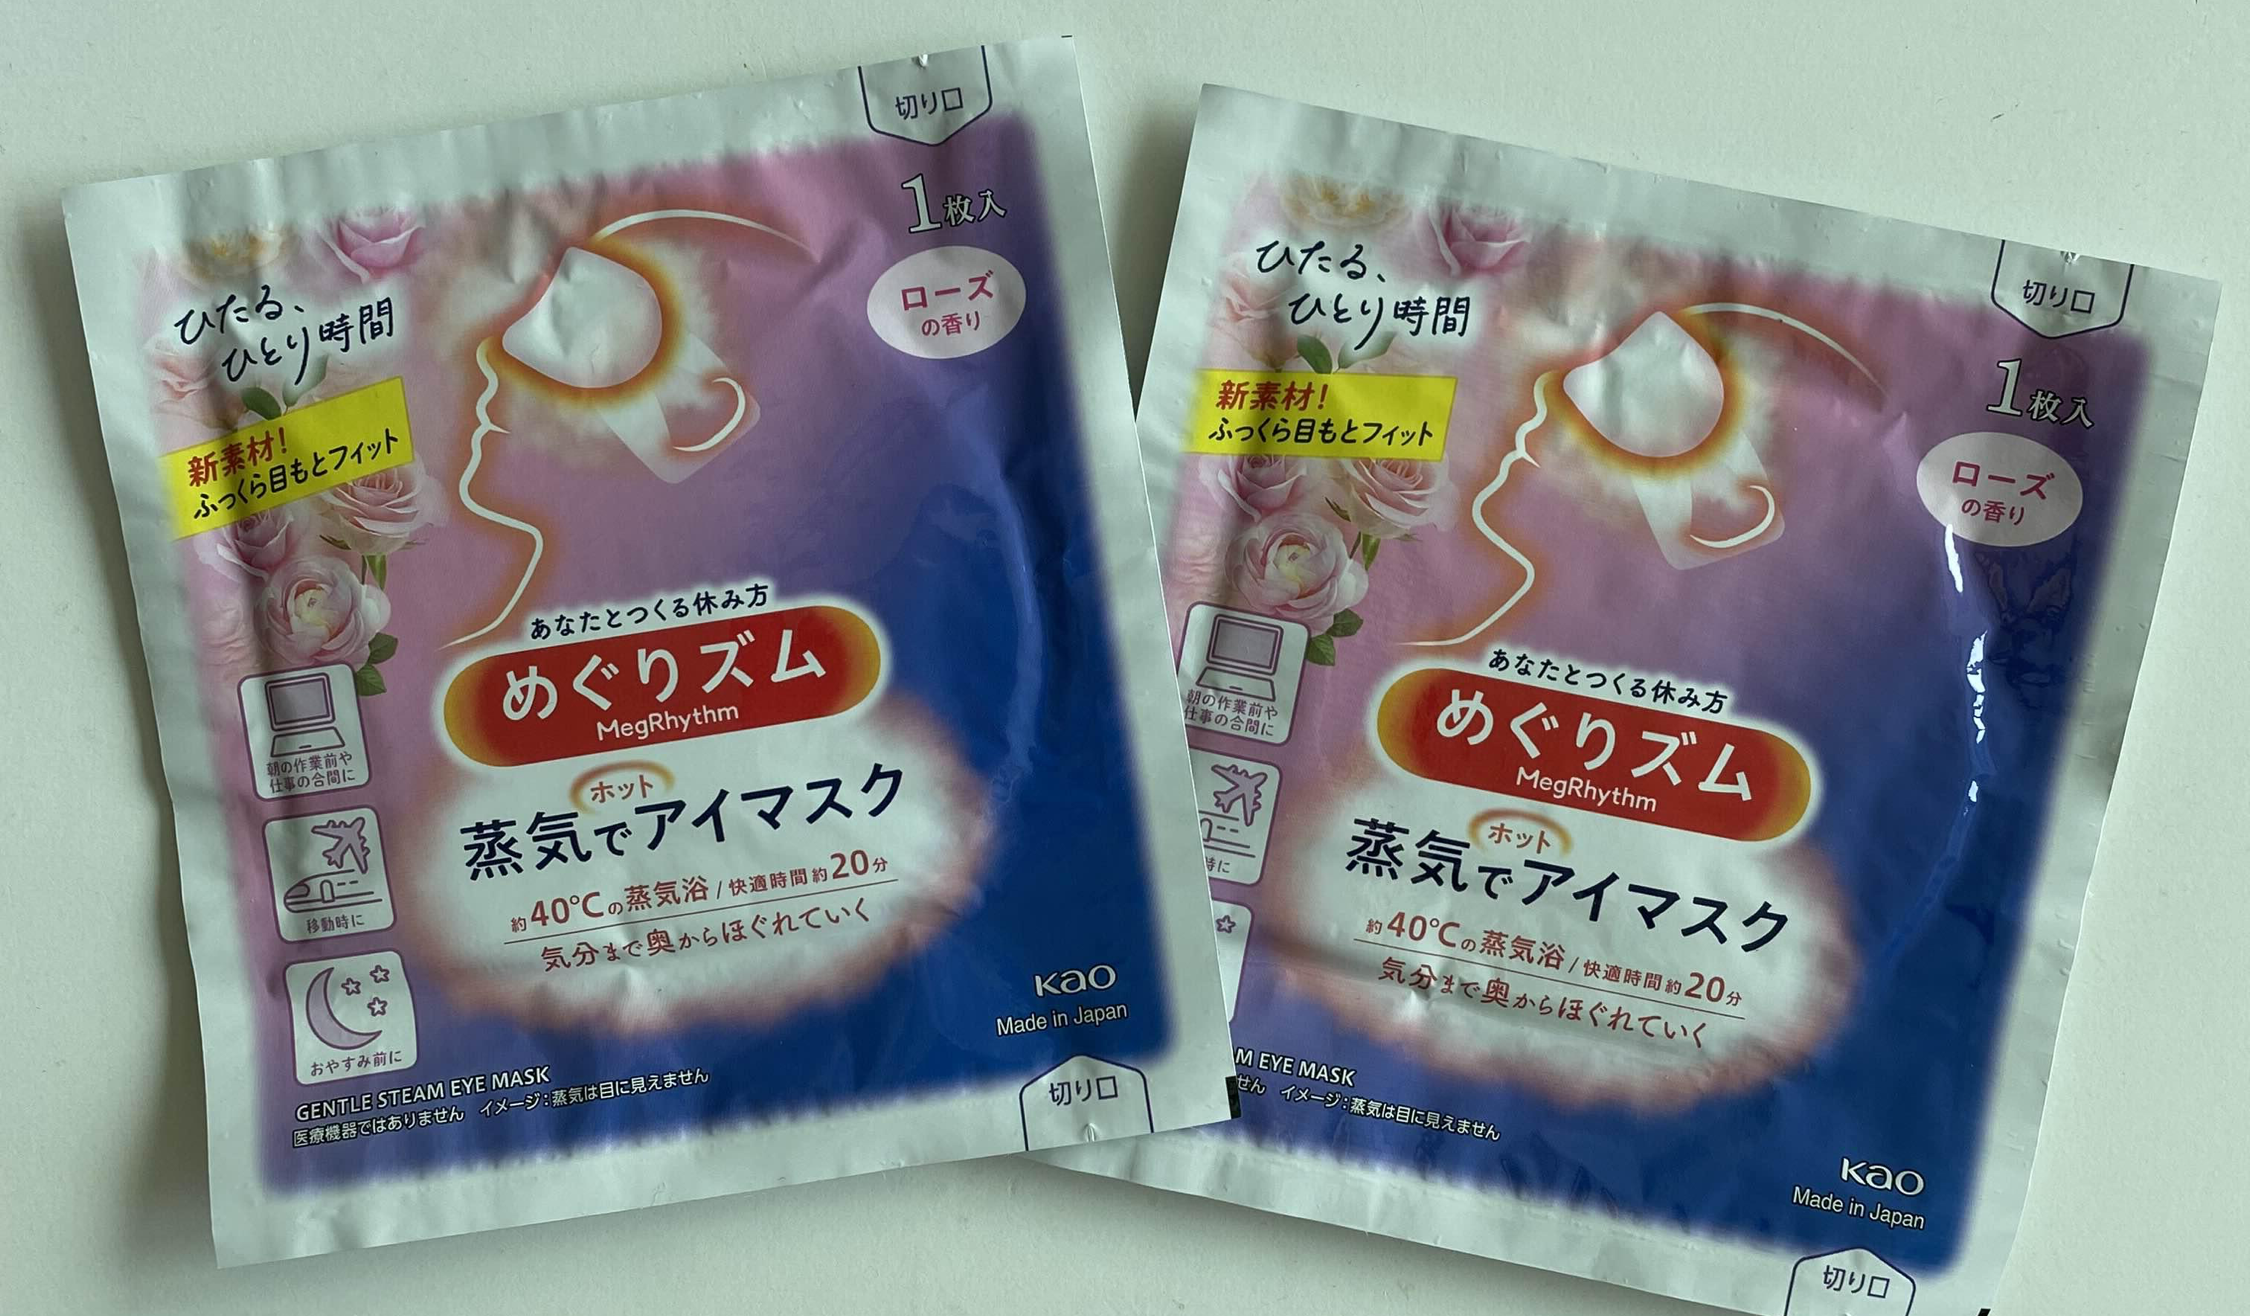 切り口
1枚入
ローズ
の香り
ひたる、
ひとり時間
新素材!
ふっくら目もとフィット
あなたとつくる休み方
めぐりズム
MegRhythm
ホット
蒸気でアイマスク
約40℃の蒸気浴/快適時間約20分
気分まで奥からほぐれていく
朝の作業前や
仕事の合間に
移動時に
おやすみ前に
Kao
Made in Japan
GENTLE STEAM EYE MASK
医療機器ではありません イメージ:蒸気は目に見えません
切り口
切り口
1枚入
ローズ
の香り
ひたる、
ひとり時間
新素材!
ふっくら目もとフィット
あなたとつくる休み方
めぐりズム
MegRhythm
ホット
蒸気でアイマスク
約40℃の蒸気浴/快適時間約20分
気分まで奥からほぐれていく
朝の作業前や
仕事の合間に
時に
Kao
Made in Japan
M EYE MASK
せん イメージ:蒸気は目に見えません
切り口